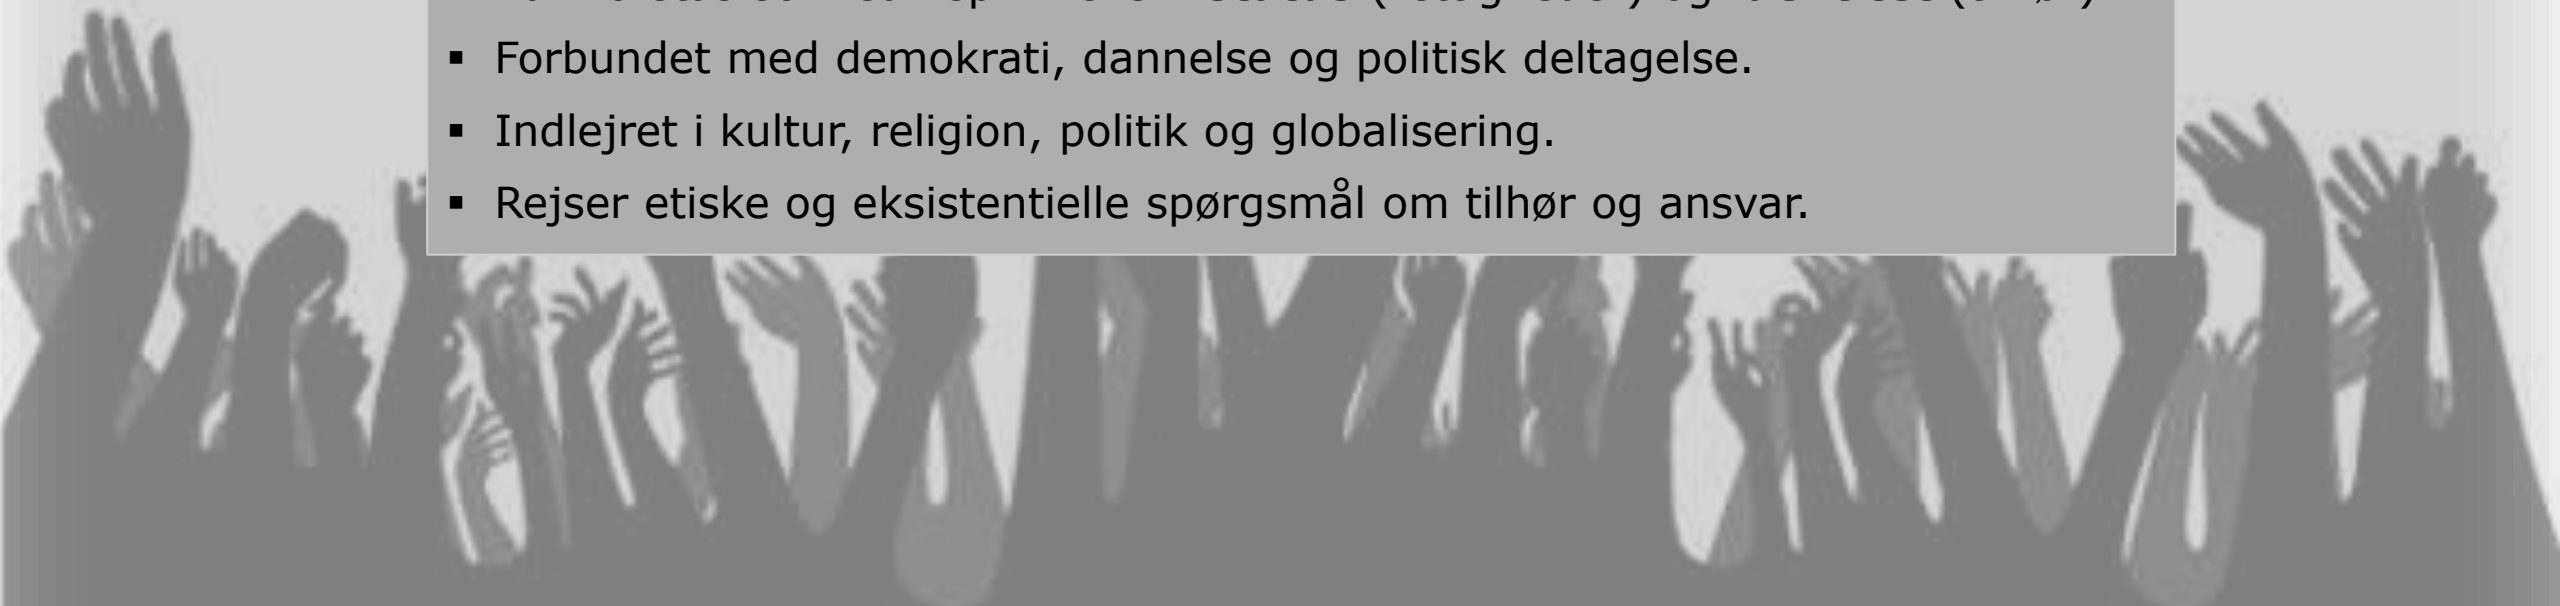 ▪ Forbundet med demokrati, dannelse og politisk deltagelse.
▪ Indlejret i kultur, religion, politik og globalisering.
▪ Rejser etiske og eksistentielle spørgsmål om tilhør og ansvar.